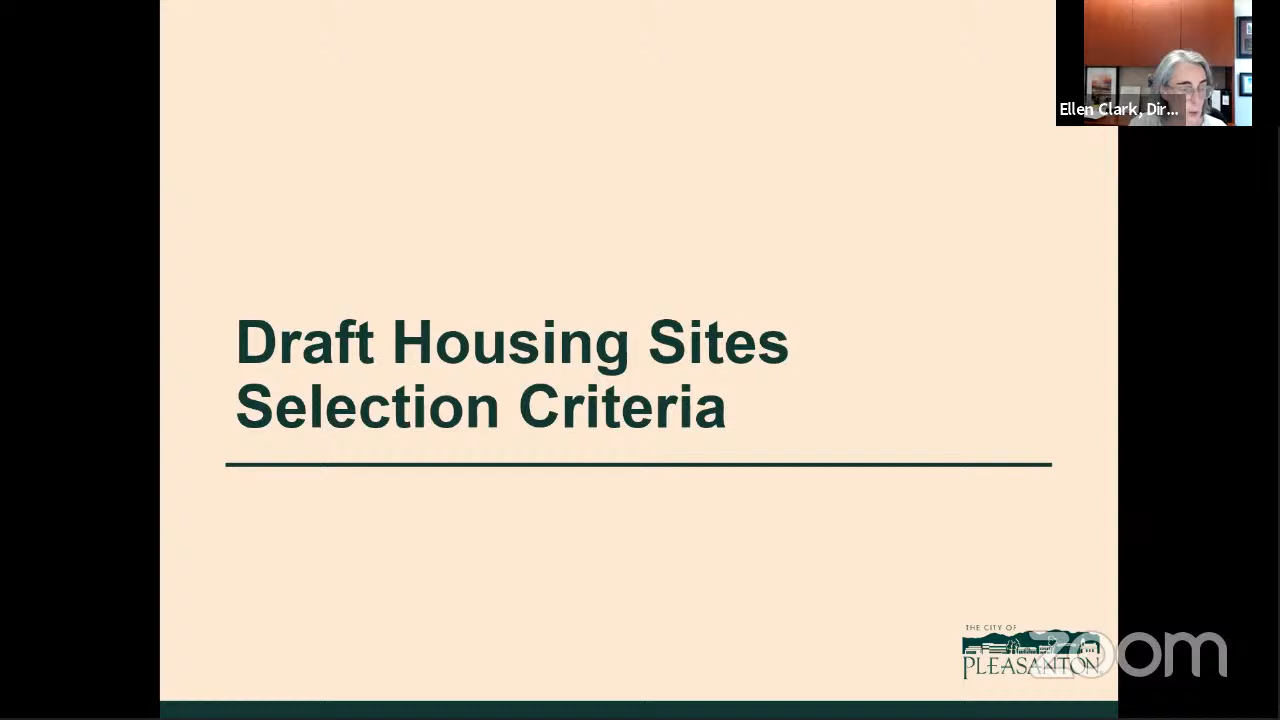 Ellen Clark, Dir...
Draft Housing Sites
Selection Criteria
THE CITY OF
PLEASANTON
zoom